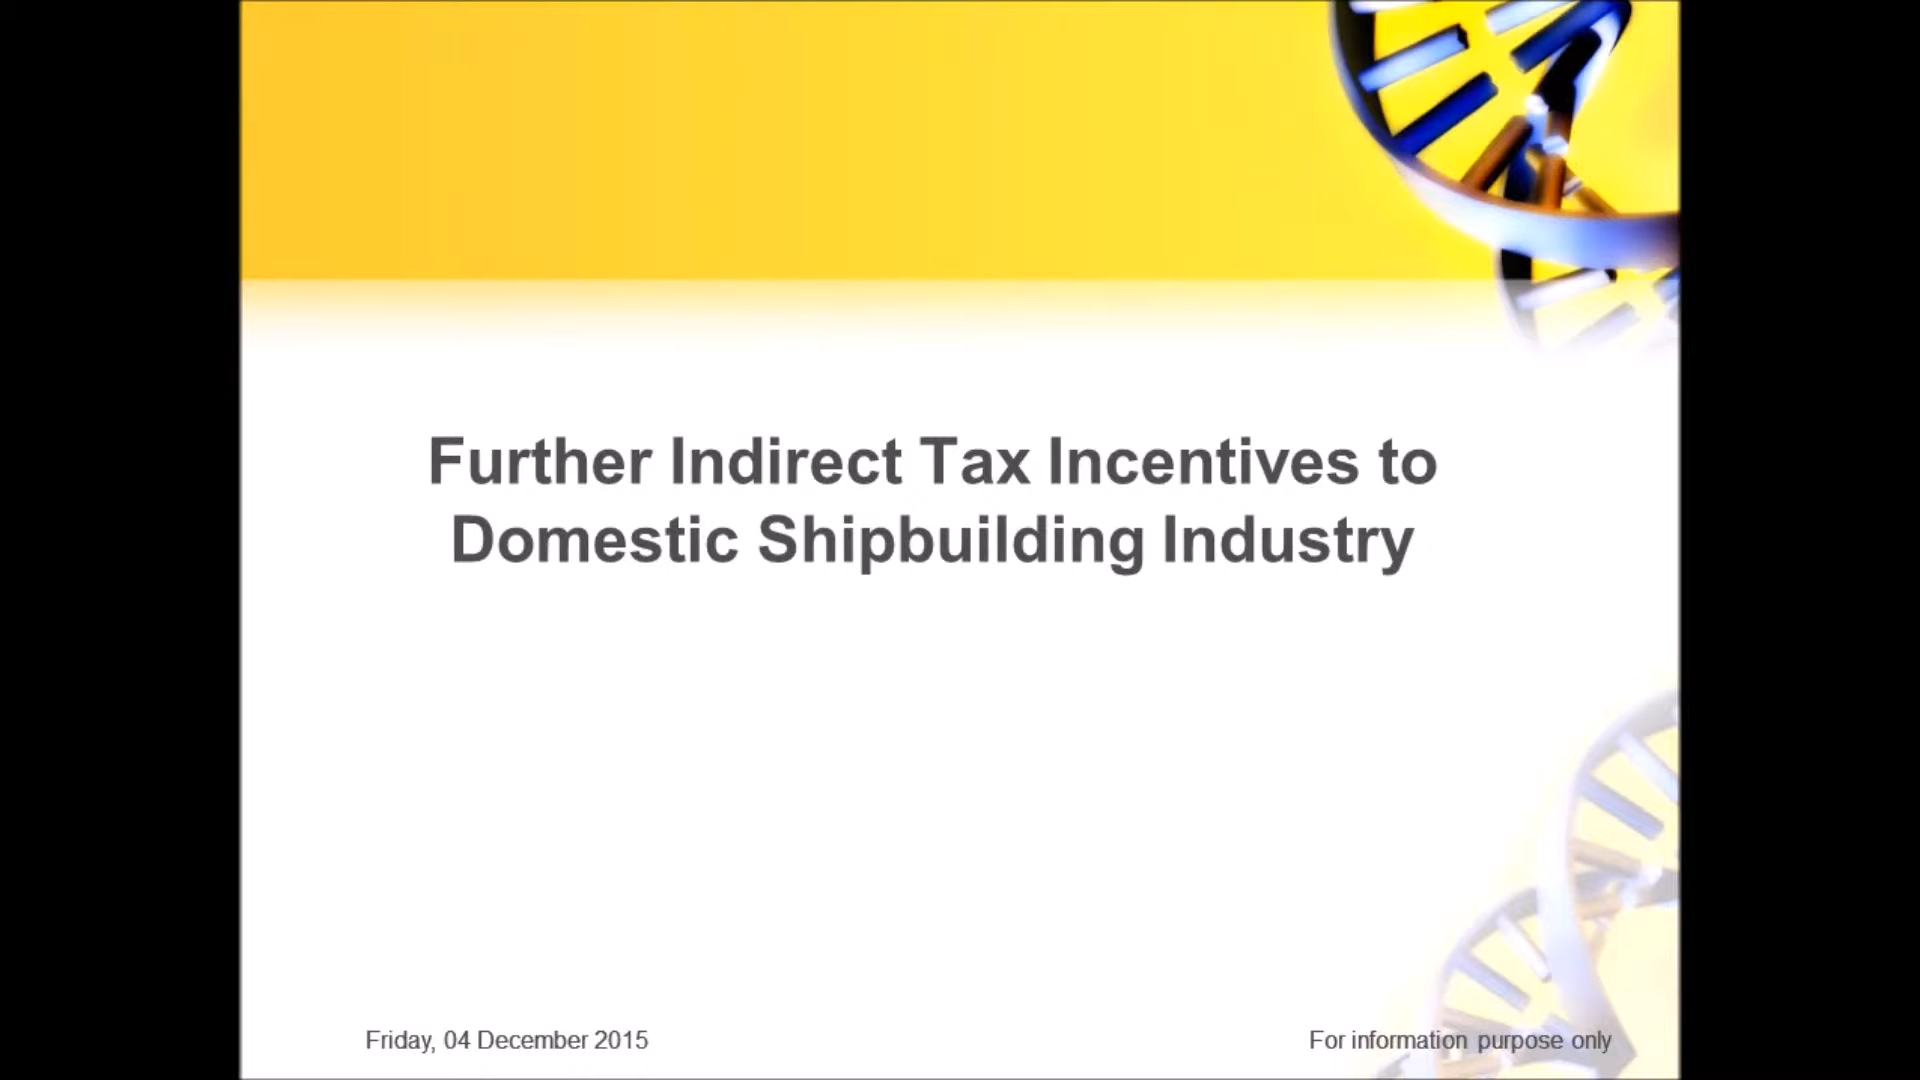 Further Indirect Tax Incentives to
Domestic Shipbuilding Industry
Friday, 04 December 2015
For information purpose only